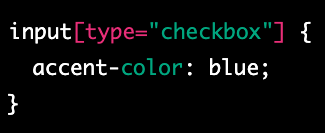 input[type="checkbox"] {
  accent-color: blue;
}